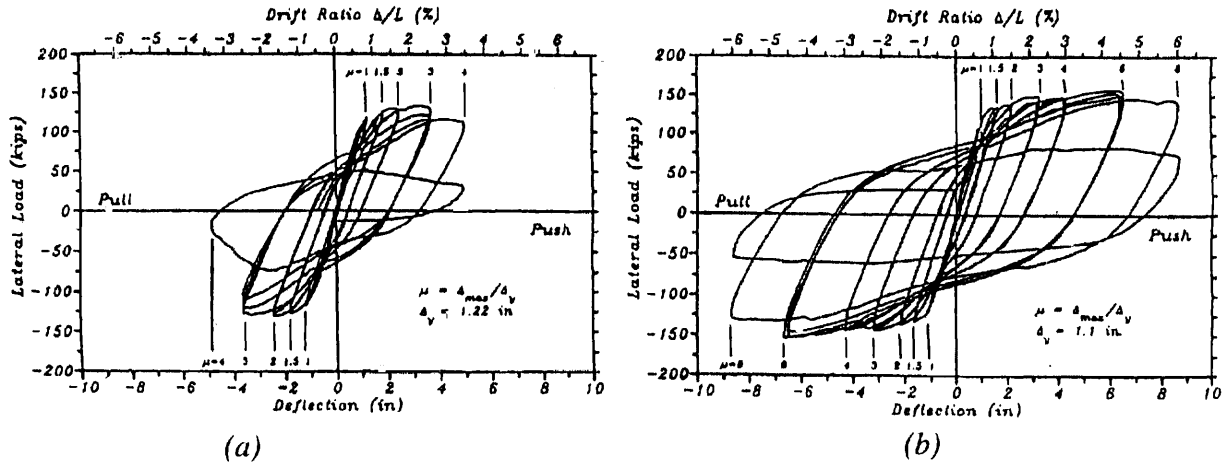 Drift Ratio Δ/L (%)
-6 -5 -4 -3 -2 -1 0 1 2 3 4 5 6
200
150
100
50
0
-50
-100
-150
-200
Lateral Load (kips)
μ=1 1.5 2 3 4
Pull
Push
μ = Δmax/Δy
Δy = 1.22 in
μ=4 3 2 1.5 1
-10 -8 -6 -4 -2 0 2 4 6 8 10
Deflection (in)
(a)
Drift Ratio Δ/L (%)
-6 -5 -4 -3 -2 -1 0 1 2 3 4 5 6
200
150
100
50
0
-50
-100
-150
-200
Lateral Load (kips)
μ=1 1.5 2 3 4 6 8
Pull
Push
μ = Δmax/Δy
Δy = 1.1 in
μ=8 6 4 3 2 1.5 1
-10 -8 -6 -4 -2 0 2 4 6 8 10
Deflection (in)
(b)